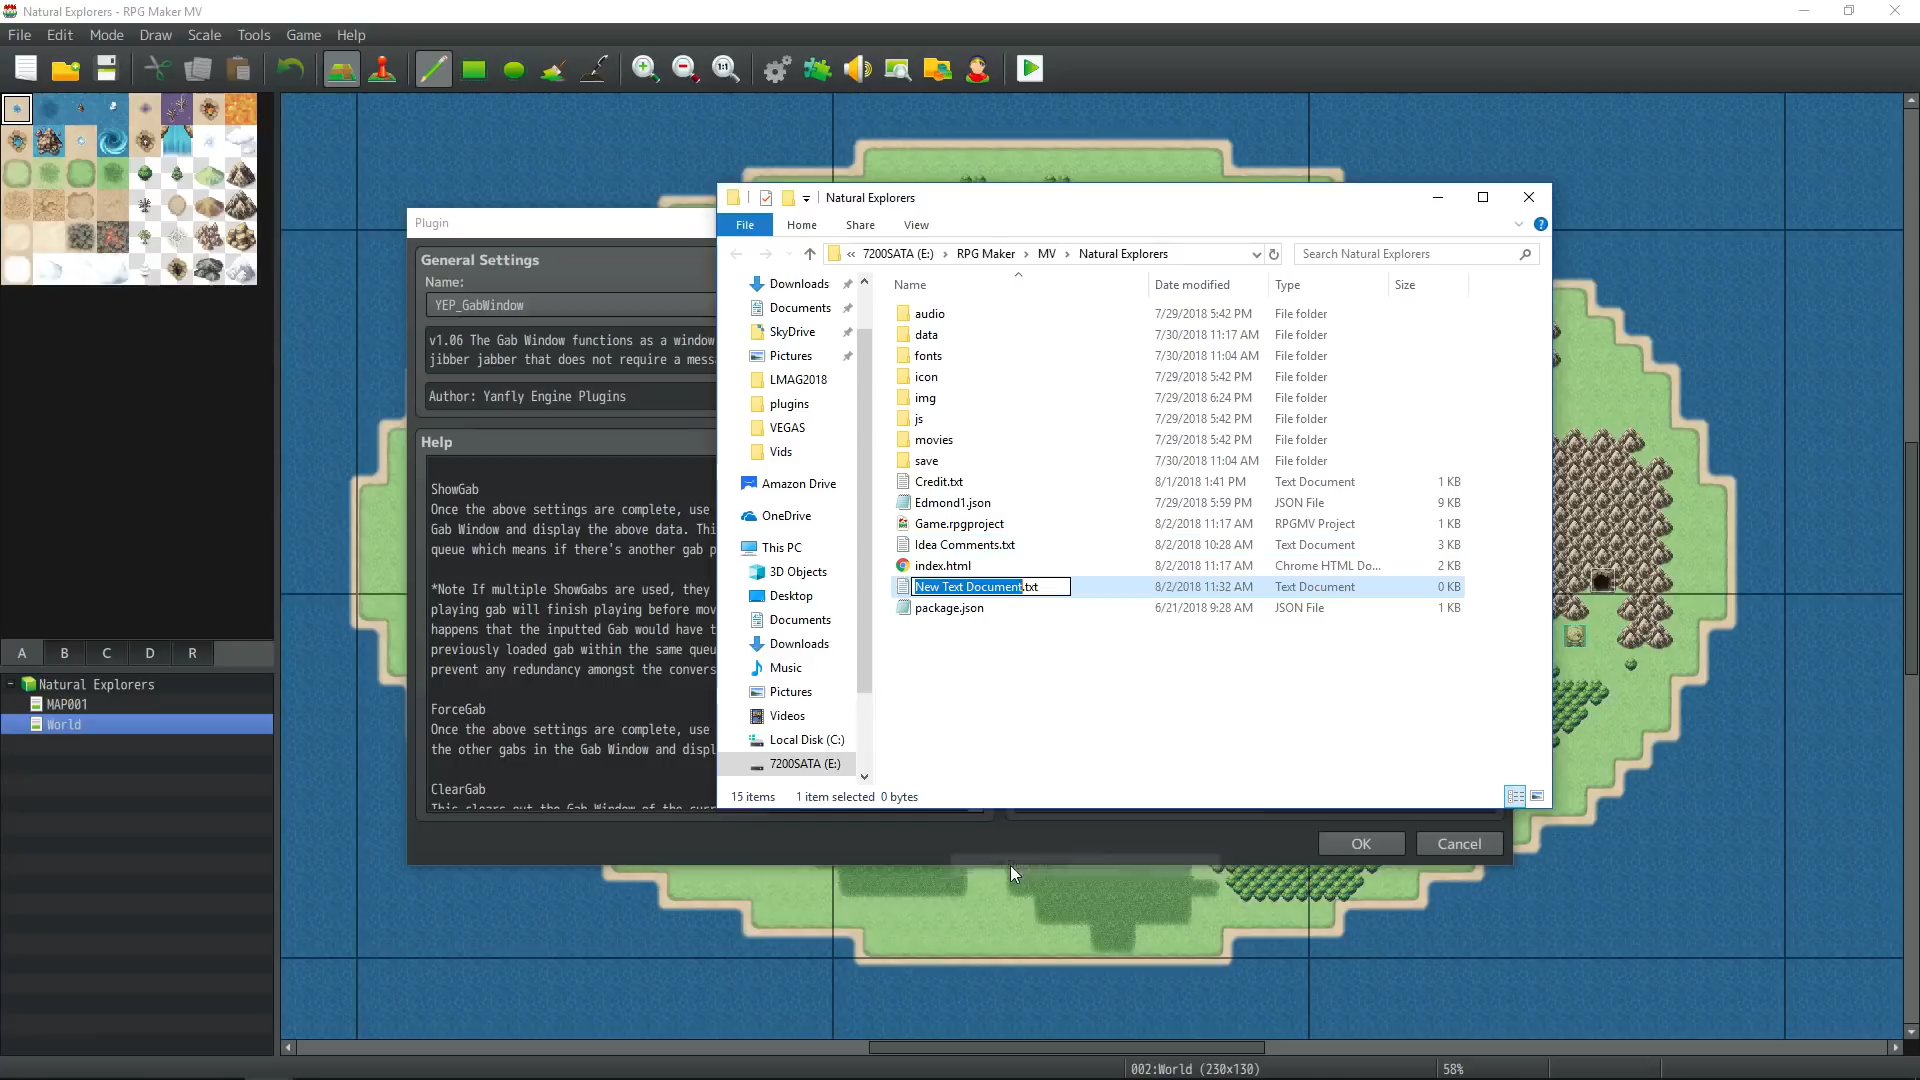 Natural Explorers - RPG Maker MV
File Edit Mode Draw Scale Tools Game Help
1:1
A B C D R
Natural Explorers
MAP001
World
Plugin
General Settings
Name:
YEP_GabWindow
v1.06 The Gab Window functions as a window
jibber jabber that does not require a mess
Author: Yanfly Engine Plugins
Help
ShowGab
Once the above settings are complete, use
Gab Window and display the above data. Thi
queue which means if there's another gab p
*Note If multiple ShowGabs are used, they
playing gab will finish playing before mov
happens that the inputted Gab would have t
previously loaded gab within the same queu
prevent any redundancy amongst the convers
ForceGab
Once the above settings are complete, use
the other gabs in the Gab Window and displ
ClearGab
This clears out the Gab Window of the curr
OK Cancel
Natural Explorers
File Home Share View
« 7200SATA (E:) › RPG Maker › MV › Natural Explorers
Search Natural Explorers
Downloads
Documents
SkyDrive
Pictures
LMAG2018
plugins
VEGAS
Vids
Amazon Drive
OneDrive
This PC
3D Objects
Desktop
Documents
Downloads
Music
Pictures
Videos
Local Disk (C:)
7200SATA (E:)
Name Date modified Type Size
audio 7/29/2018 5:42 PM File folder
data 7/30/2018 11:17 AM File folder
fonts 7/30/2018 11:04 AM File folder
icon 7/29/2018 5:42 PM File folder
img 7/29/2018 6:24 PM File folder
js 7/29/2018 5:42 PM File folder
movies 7/29/2018 5:42 PM File folder
save 7/30/2018 11:04 AM File folder
Credit.txt 8/1/2018 1:41 PM Text Document 1 KB
Edmond1.json 7/29/2018 5:59 PM JSON File 9 KB
Game.rpgproject 8/2/2018 11:17 AM RPGMV Project 1 KB
Idea Comments.txt 8/2/2018 10:28 AM Text Document 3 KB
index.html 8/2/2018 11:17 AM Chrome HTML Do... 2 KB
New Text Document.txt 8/2/2018 11:32 AM Text Document 0 KB
package.json 6/21/2018 9:28 AM JSON File 1 KB
15 items 1 item selected 0 bytes
002:World (230x130) 58%